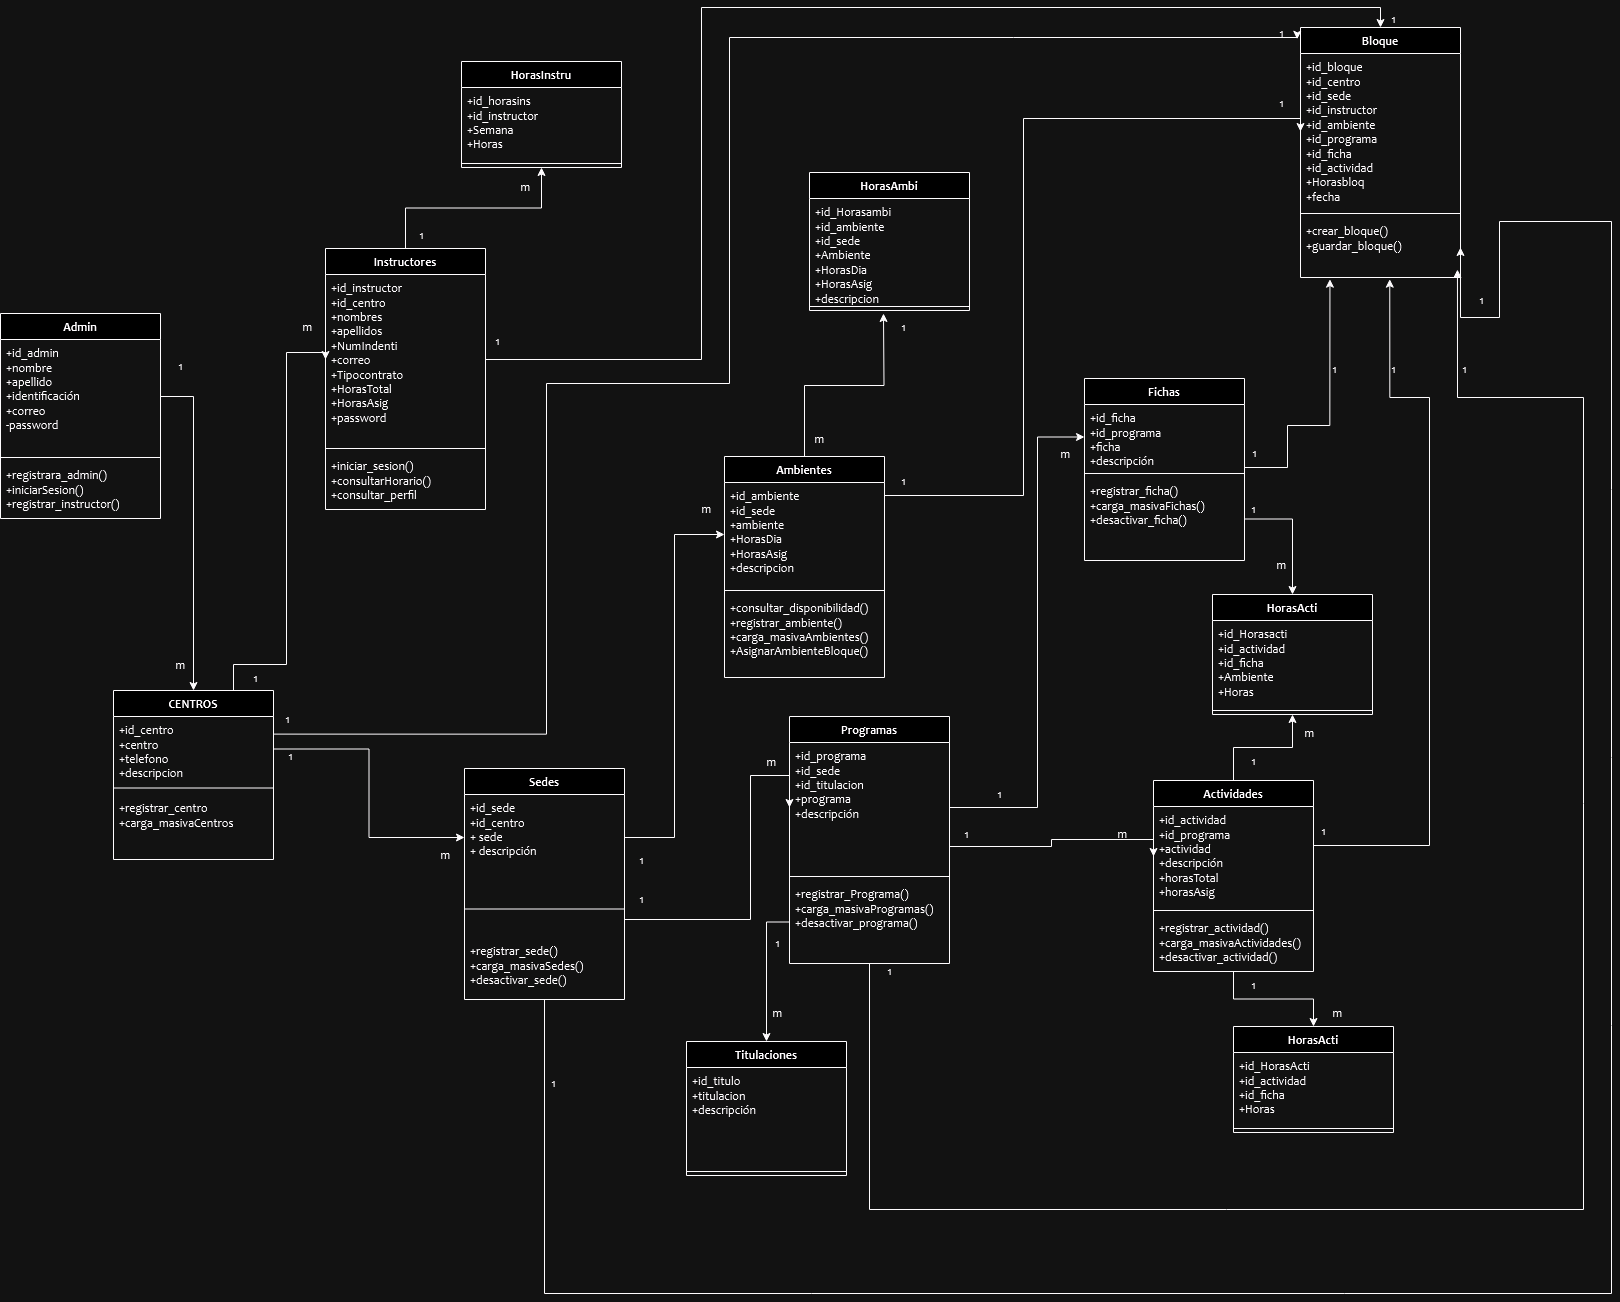 HorasInstru
+id_horasins
+id_instructor
+Semana
+Horas
m
1
Instructores
+id_instructor
+id_centro
+nombres
+apellidos
+NumIndenti
+correo
+Tipocontrato
+HorasTotal
+HorasAsig
+password
+iniciar_sesion()
+consultarHorario()
+consultar_perfil
m
1
Admin
+id_admin
+nombre
+apellido
+identificación
+correo
-password
+registrara_admin()
+iniciarSesion()
+registrar_instructor()
1
m
1
CENTROS
+id_centro
+centro
+telefono
+descripcion
+registrar_centro
+carga_masivaCentros
1
1
m
Sedes
+id_sede
+id_centro
+ sede
+ descripción
+registrar_sede()
+carga_masivaSedes()
+desactivar_sede()
1
1
1
HorasAmbi
+id_Horasambi
+id_ambiente
+id_sede
+Ambiente
+HorasDia
+HorasAsig
+descripcion
1
m
Ambientes
+id_ambiente
+id_sede
+ambiente
+HorasDia
+HorasAsig
+descripcion
+consultar_disponibilidad()
+registrar_ambiente()
+carga_masivaAmbientes()
+AsignarAmbienteBloque()
m
1
Programas
+id_programa
+id_sede
+id_titulacion
+programa
+descripción
+registrar_Programa()
+carga_masivaProgramas()
+desactivar_programa()
m
1
1
1
1
m
Titulaciones
+id_titulo
+titulacion
+descripción
1
1
1
Bloque
+id_bloque
+id_centro
+id_sede
+id_instructor
+id_ambiente
+id_programa
+id_ficha
+id_actividad
+Horasbloq
+fecha
+crear_bloque()
+guardar_bloque()
1
1
1
1
Fichas
+id_ficha
+id_programa
+ficha
+descripción
+registrar_ficha()
+carga_masivaFichas()
+desactivar_ficha()
m
1
1
m
HorasActi
+id_Horasacti
+id_actividad
+id_ficha
+Ambiente
+Horas
m
1
Actividades
+id_actividad
+id_programa
+actividad
+descripción
+horasTotal
+horasAsig
+registrar_actividad()
+carga_masivaActividades()
+desactivar_actividad()
m
1
1
m
HorasActi
+id_HorasActi
+id_actividad
+id_ficha
+Horas